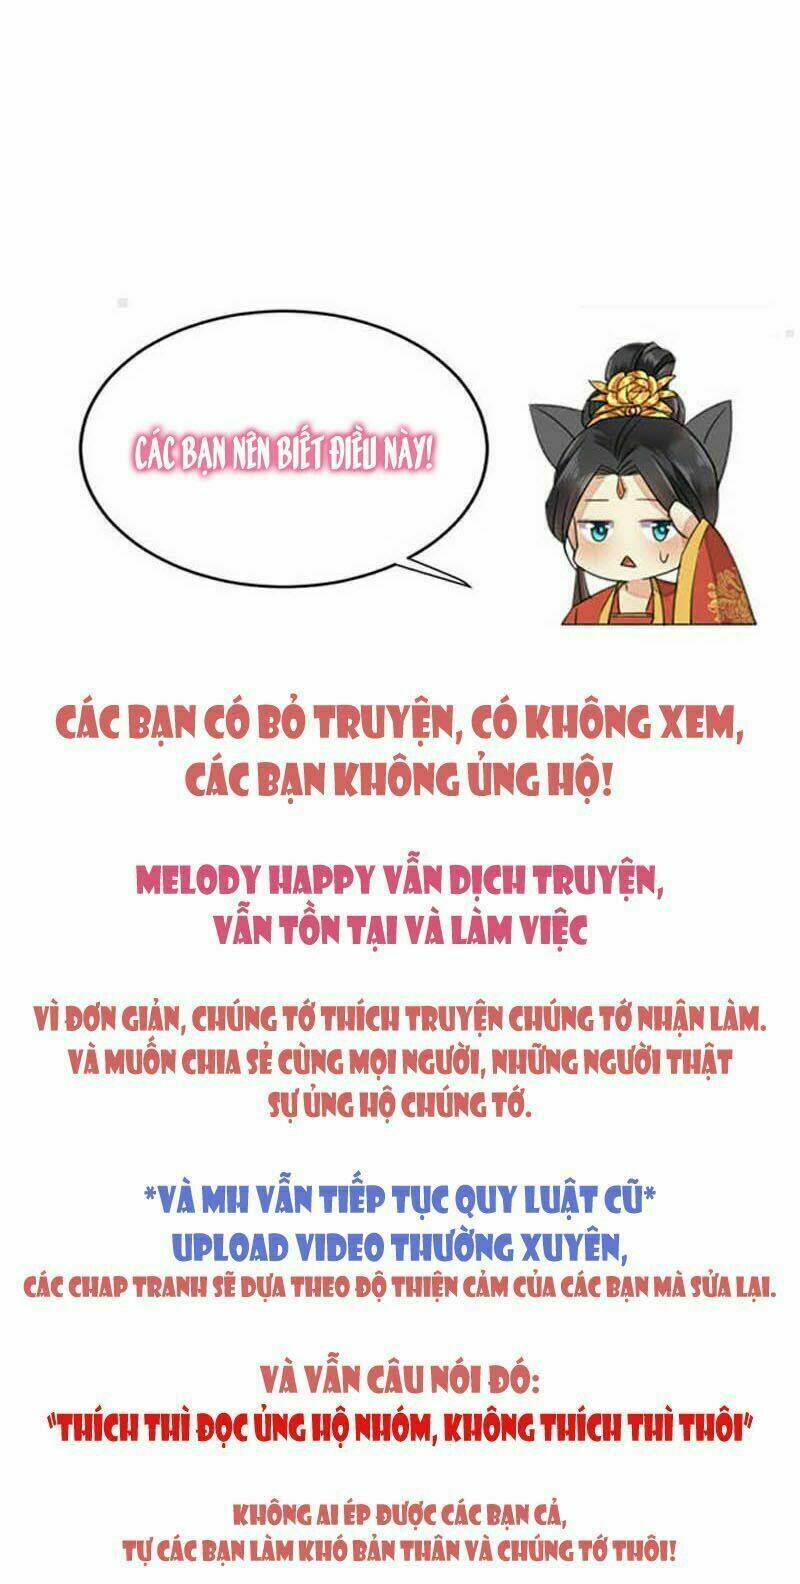 CÁC BẠN NÊN BIẾT ĐIỀU NÀY!
CÁC BẠN CÓ BỎ TRUYỆN, CÓ KHÔNG XEM,
CÁC BẠN KHÔNG ỦNG HỘ!
MELODY HAPPY VẪN DỊCH TRUYỆN,
VẪN TỒN TẠI VÀ LÀM VIỆC
VÌ ĐƠN GIẢN, CHÚNG TỚ THÍCH TRUYỆN CHÚNG TỚ NHẬN LÀM.
VÀ MUỐN CHIA SẺ CÙNG MỌI NGƯỜI, NHỮNG NGƯỜI THẬT
SỰ ỦNG HỘ CHÚNG TỚ.
*VÀ MH VẪN TIẾP TỤC QUY LUẬT CŨ*
UPLOAD VIDEO THƯỜNG XUYÊN,
CÁC CHAP TRANH SẼ DỰA THEO ĐỘ THIỆN CẢM CỦA CÁC BẠN MÀ SỬA LẠI.
VÀ VẪN CÂU NÓI ĐÓ:
"THÍCH THÌ ĐỌC ỦNG HỘ NHÓM, KHÔNG THÍCH THÌ THÔI"
KHÔNG AI ÉP ĐƯỢC CÁC BẠN CẢ,
TỰ CÁC BẠN LÀM KHÓ BẢN THÂN VÀ CHÚNG TỚ THÔI!